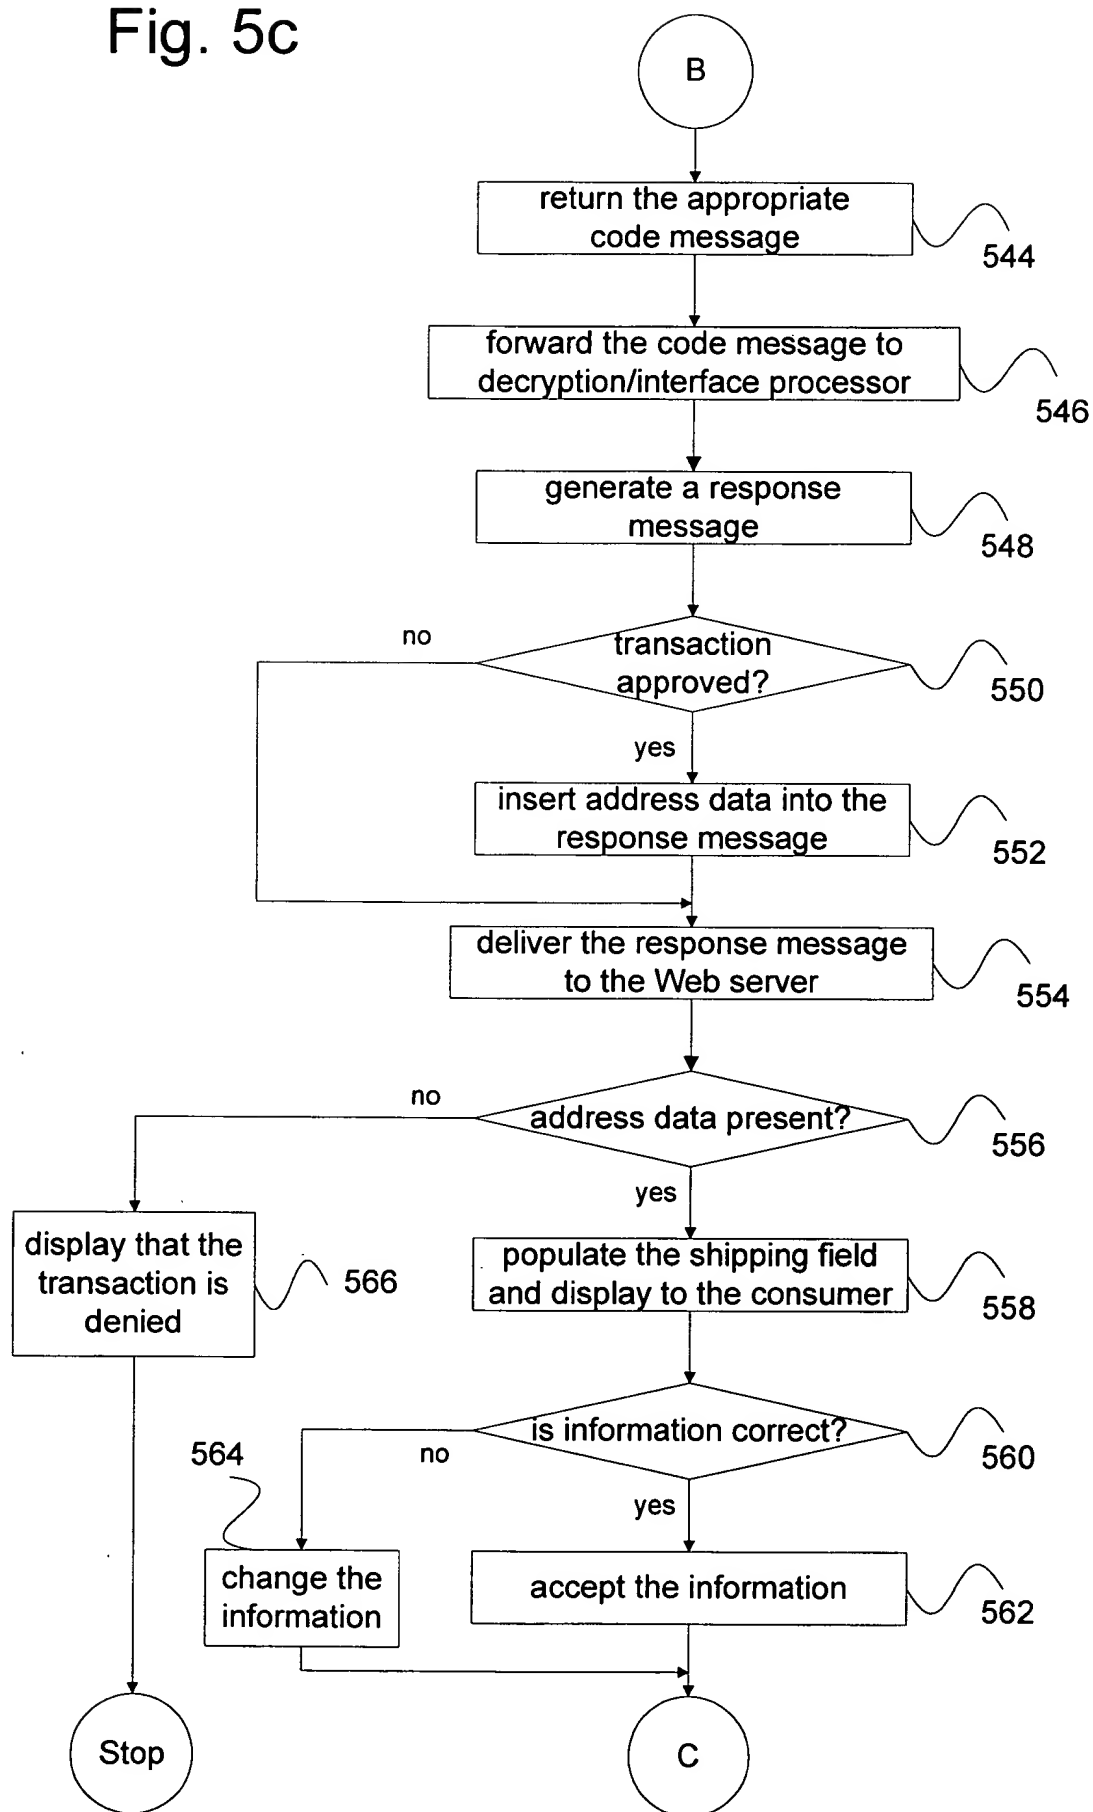 Fig. 5c
B
return the appropriate
code message
544
forward the code message to
decryption/interface processor
546
generate a response
message
548
no
transaction
approved?
550
yes
insert address data into the
response message
552
deliver the response message
to the Web server
554
no
address data present?
556
yes
display that the
transaction is
denied
566
populate the shipping field
and display to the consumer
558
is information correct?
560
no
564
yes
change the
information
accept the information
562
Stop
C